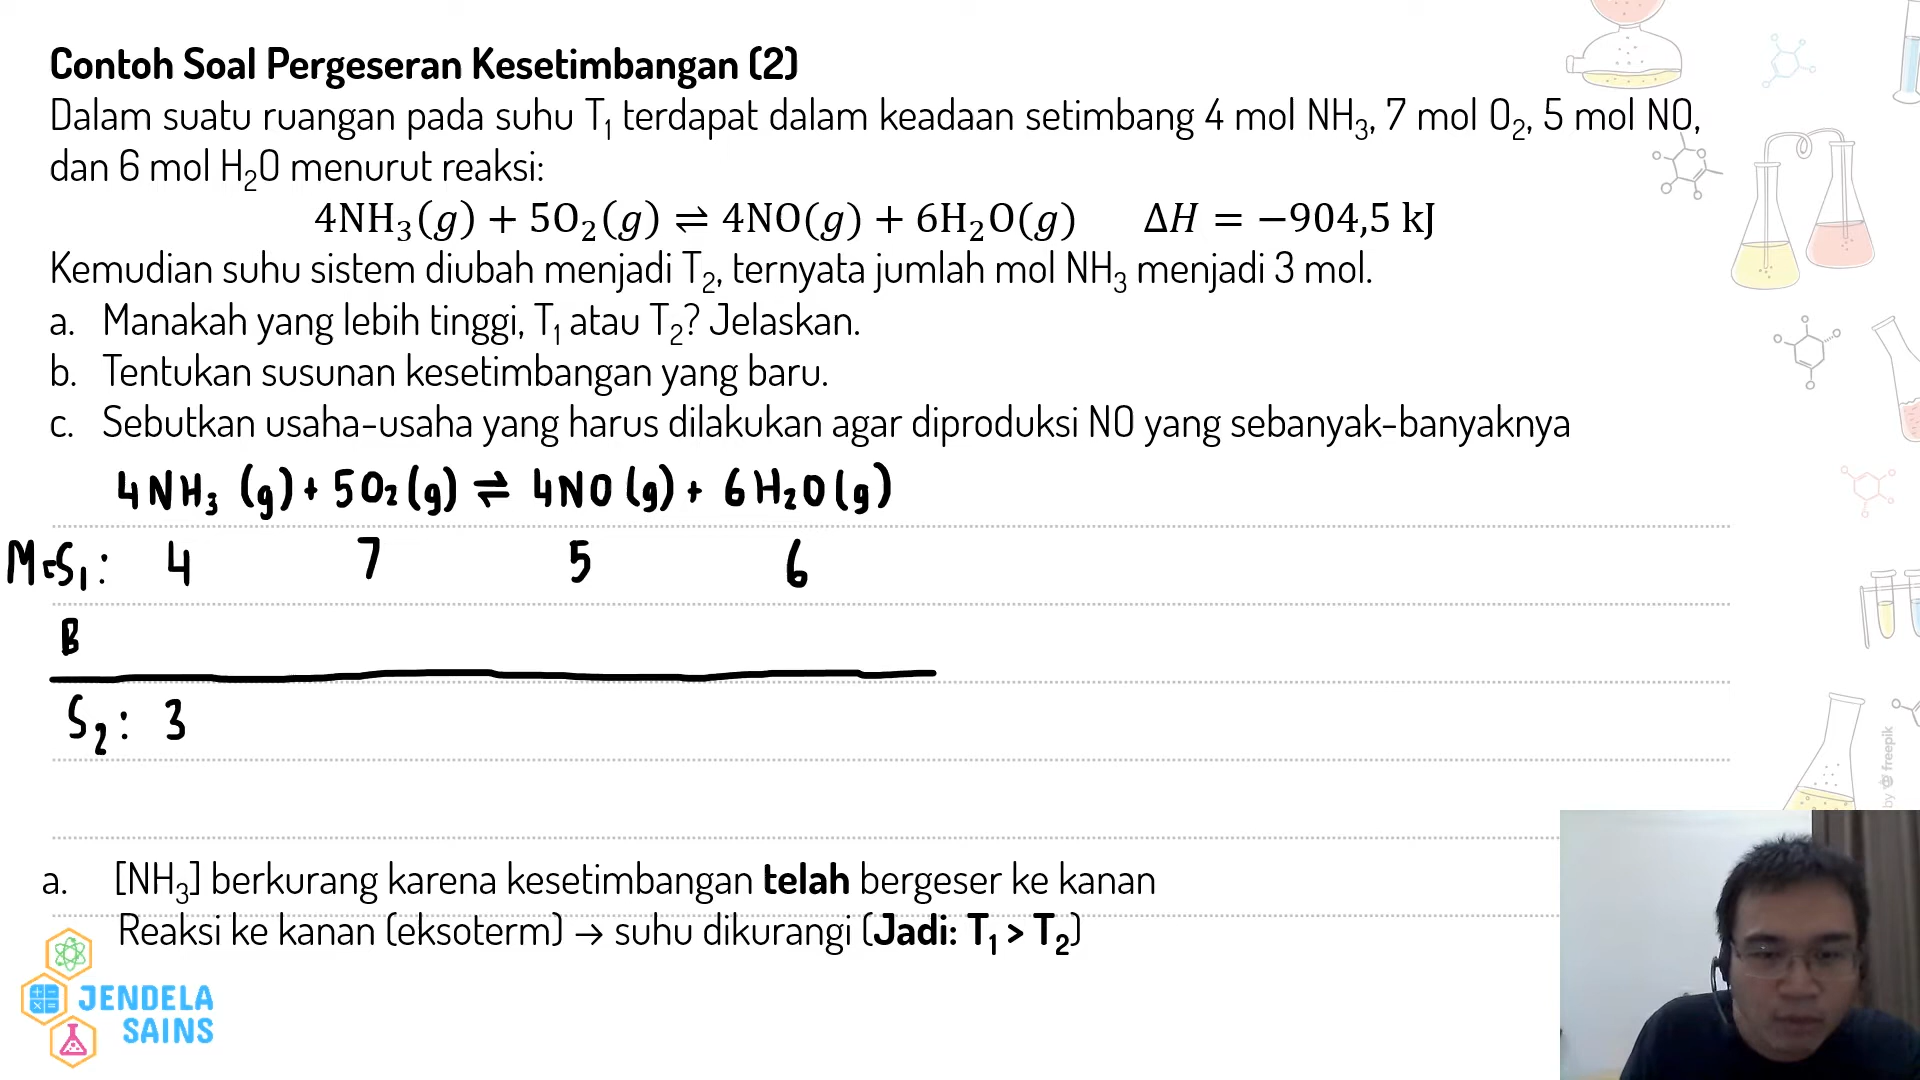 Contoh Soal Pergeseran Kesetimbangan (2)
Dalam suatu ruangan pada suhu T₁ terdapat dalam keadaan setimbang 4 mol NH₃, 7 mol O₂, 5 mol NO,
dan 6 mol H₂O menurut reaksi:
4NH₃(g) + 5O₂(g) ⇌ 4NO(g) + 6H₂O(g) ΔH = −904,5 kJ
Kemudian suhu sistem diubah menjadi T₂, ternyata jumlah mol NH₃ menjadi 3 mol.
a. Manakah yang lebih tinggi, T₁ atau T₂? Jelaskan.
b. Tentukan susunan kesetimbangan yang baru.
c. Sebutkan usaha-usaha yang harus dilakukan agar diproduksi NO yang sebanyak-banyaknya
4NH₃ (g) + 5O₂ (g) ⇌ 4NO (g) + 6H₂O (g)
M=S₁ : 4 7 5 6
B
S₂ : 3
a. [NH₃] berkurang karena kesetimbangan telah bergeser ke kanan
Reaksi ke kanan (eksoterm) → suhu dikurangi (Jadi: T₁ > T₂)
JENDELA
SAINS
by freepik